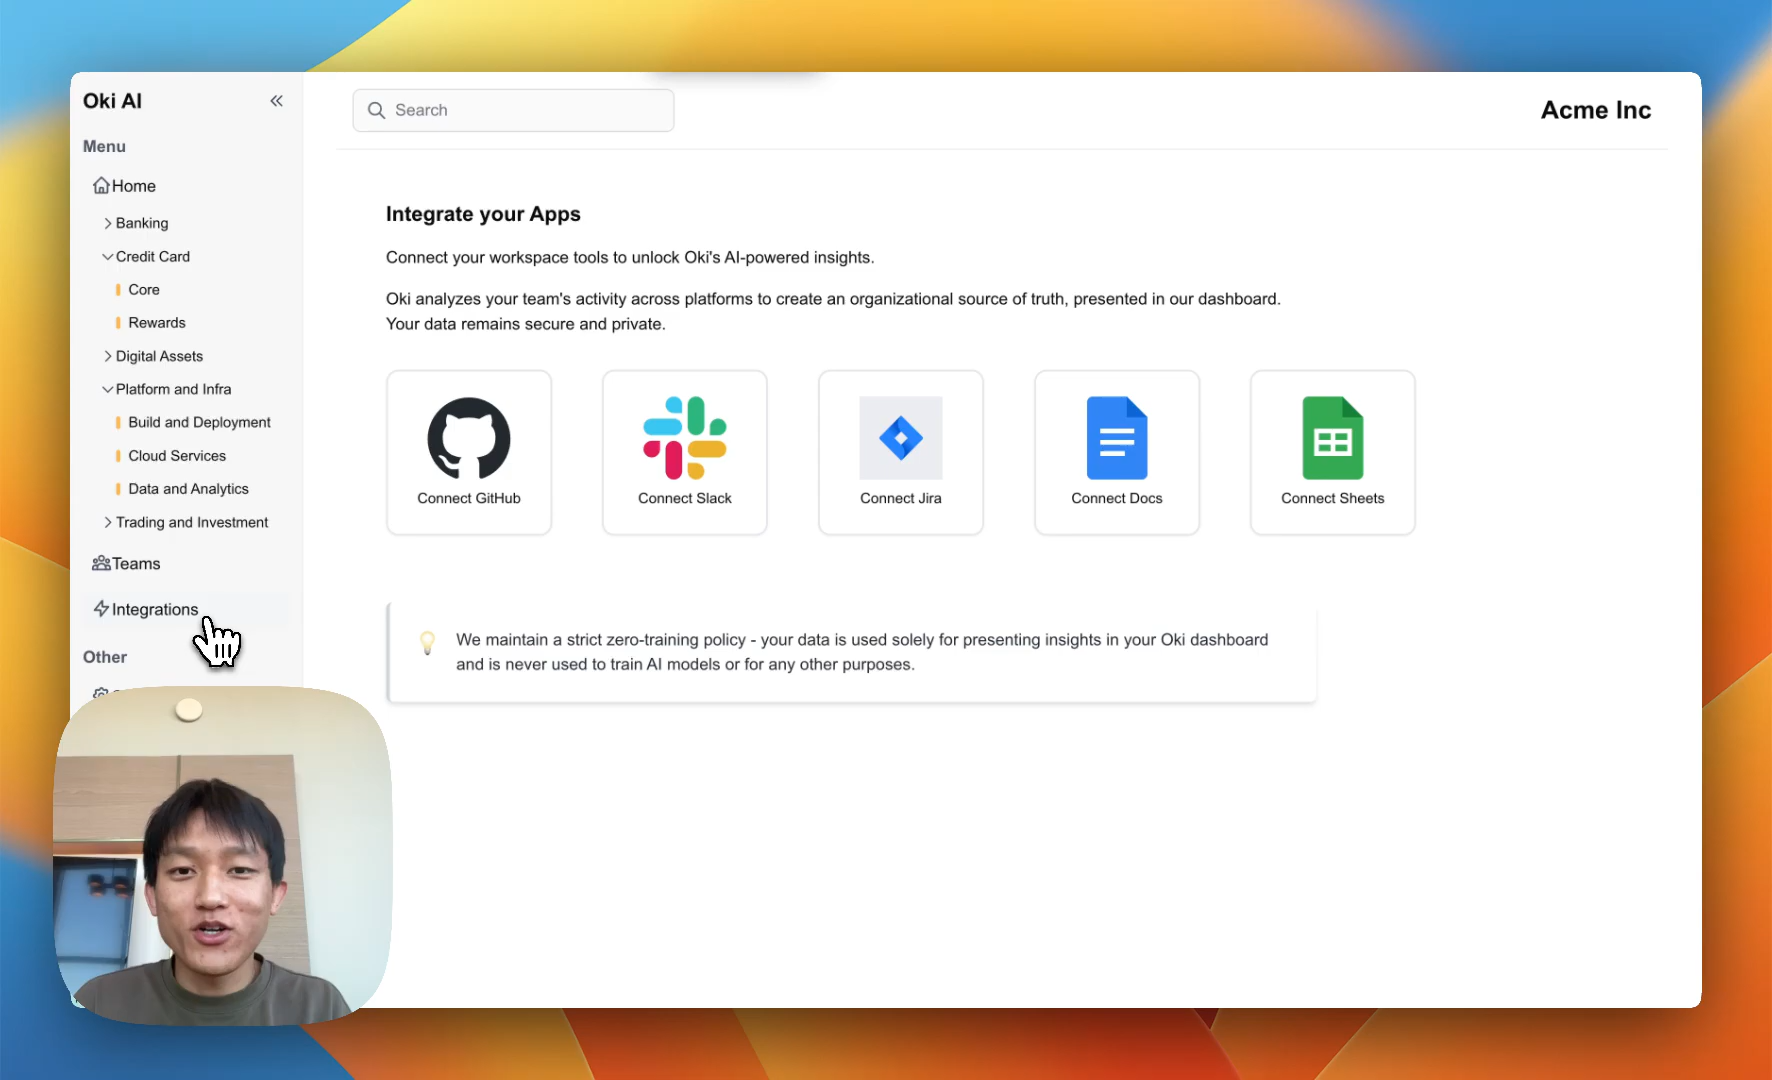 Oki AI
Menu
Home
Banking
Credit Card
Core
Rewards
Digital Assets
Platform and Infra
Build and Deployment
Cloud Services
Data and Analytics
Trading and Investment
Teams
Integrations
Other
Search
Acme Inc
Integrate your Apps
Connect your workspace tools to unlock Oki's AI-powered insights.
Oki analyzes your team's activity across platforms to create an organizational source of truth, presented in our dashboard.
Your data remains secure and private.
Connect GitHub
Connect Slack
Connect Jira
Connect Docs
Connect Sheets
We maintain a strict zero-training policy - your data is used solely for presenting insights in your Oki dashboard
and is never used to train AI models or for any other purposes.